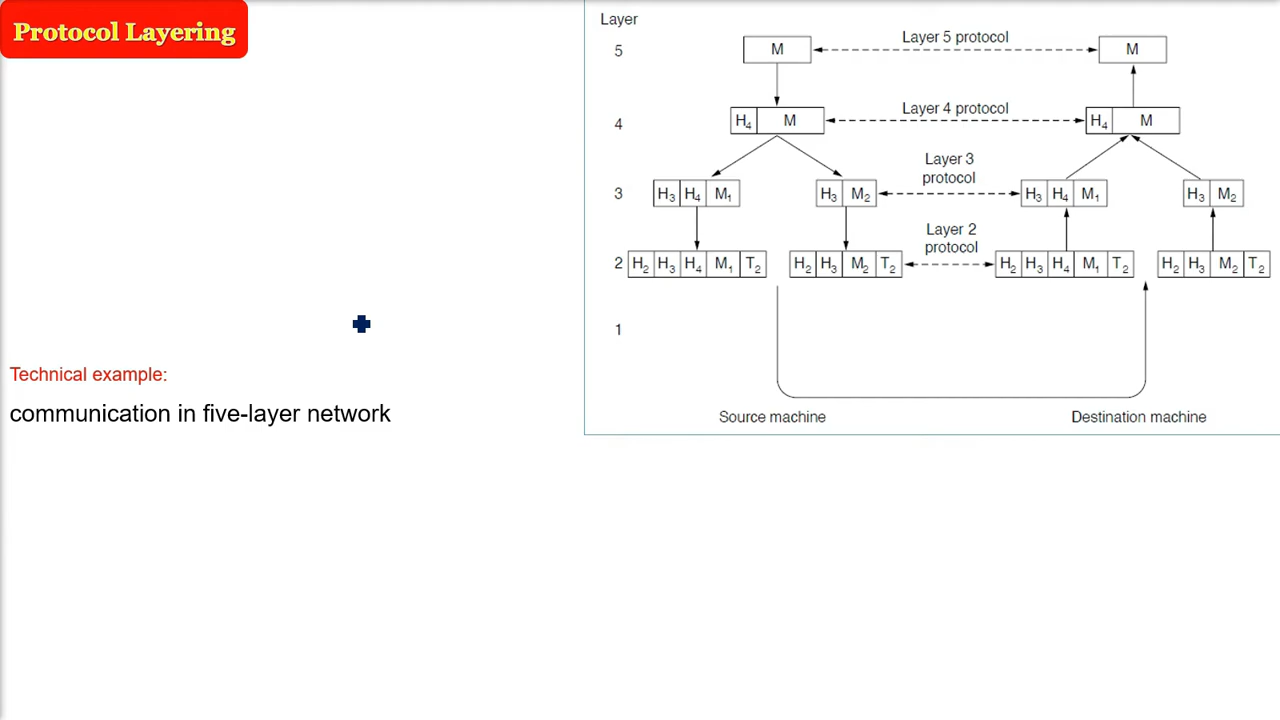 Protocol Layering
Layer
5 M Layer 5 protocol M
4 H₄ M Layer 4 protocol H₄ M
3 H₃ H₄ M₁ H₃ M₂ Layer 3 protocol H₃ H₄ M₁ H₃ M₂
2 H₂ H₃ H₄ M₁ T₂ H₂ H₃ M₂ T₂ Layer 2 protocol H₂ H₃ H₄ M₁ T₂ H₂ H₃ M₂ T₂
1
Source machine Destination machine
Technical example:
communication in five-layer network